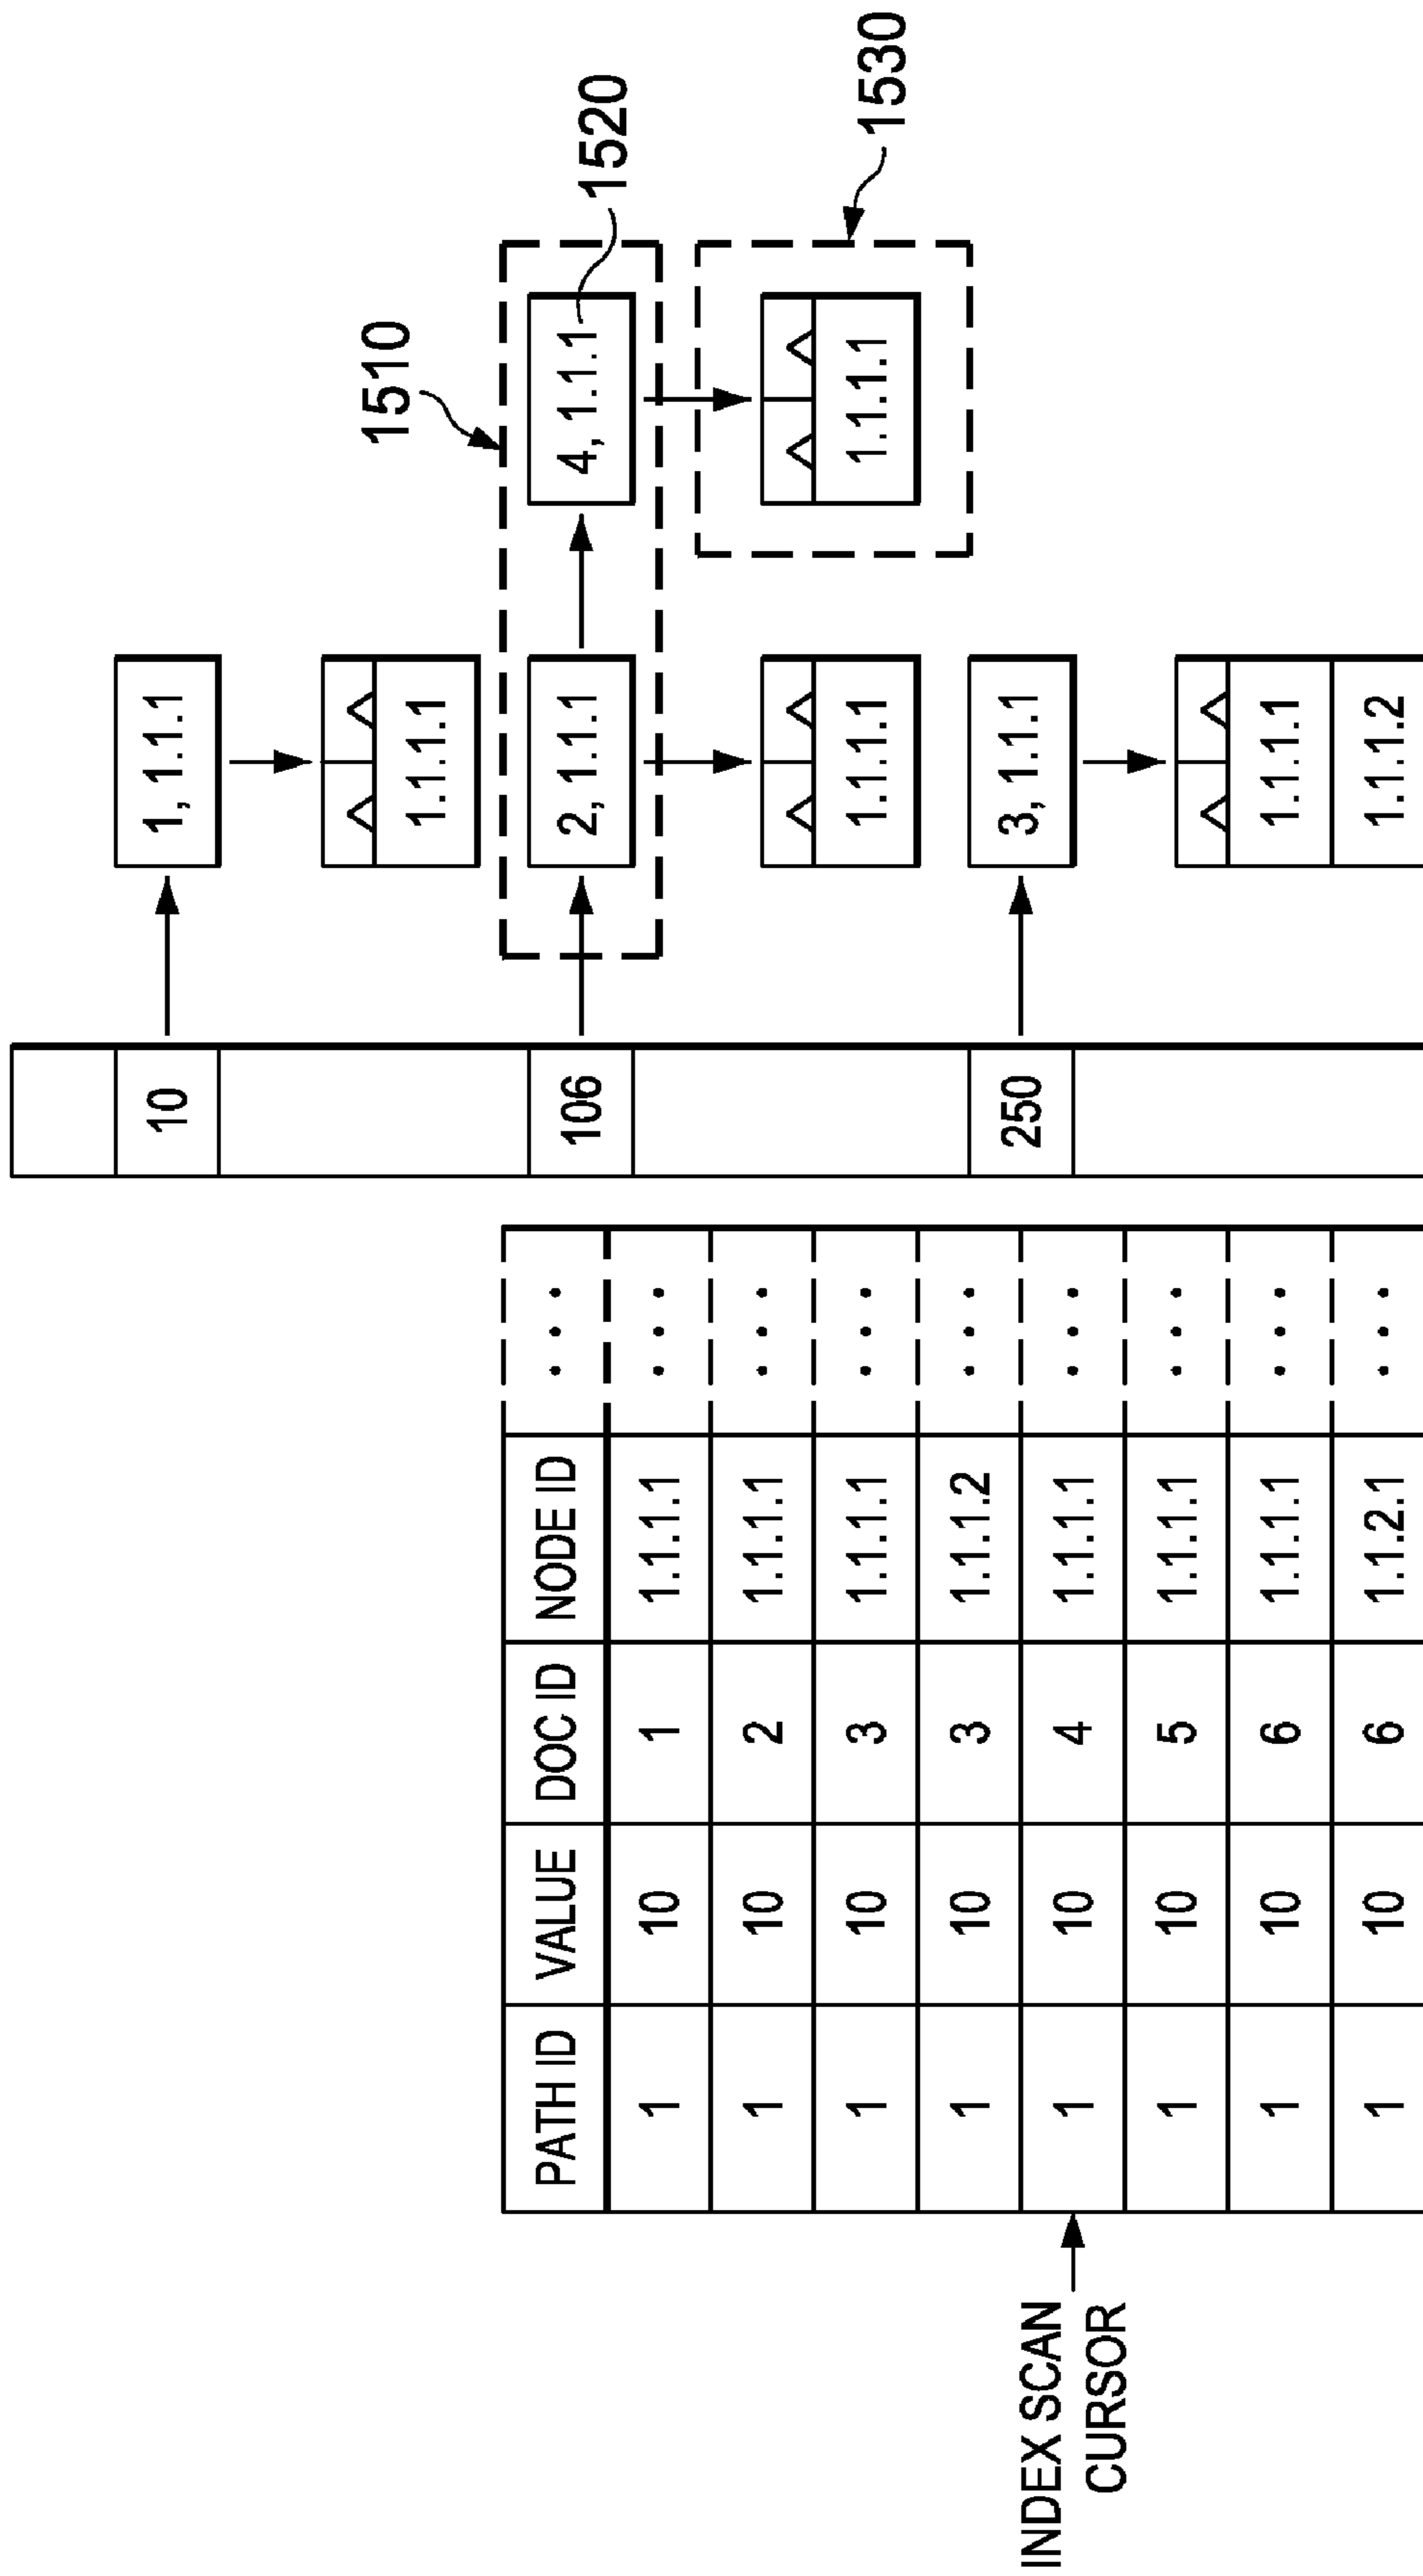 INDEX SCAN
CURSOR
PATH ID VALUE DOC ID NODE ID . . .
1 10 1 1.1.1.1 . . .
1 10 2 1.1.1.1 . . .
1 10 3 1.1.1.1 . . .
1 10 3 1.1.1.2 . . .
1 10 4 1.1.1.1 . . .
1 10 5 1.1.1.1 . . .
1 10 6 1.1.1.1 . . .
1 10 6 1.1.2.1 . . .
10
106
250
1, 1.1.1
1.1.1.1
1510
2, 1.1.1
4, 1.1.1
1520
1.1.1.1
1.1.1.1
1530
3, 1.1.1
1.1.1.1
1.1.1.2